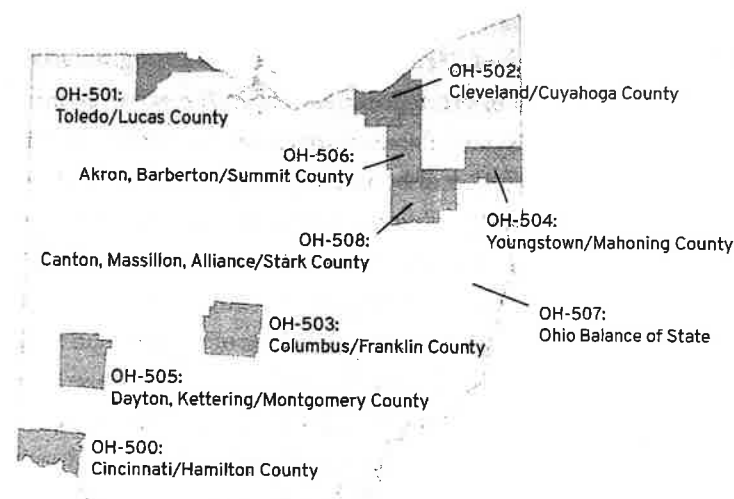 OH-502:
Cleveland/Cuyahoga County
OH-501:
Toledo/Lucas County
OH-506:
Akron, Barberton/Summit County
OH-504:
Youngstown/Mahoning County
OH-508:
Canton, Massillon, Alliance/Stark County
OH-507:
Ohio Balance of State
OH-503:
Columbus/Franklin County
OH-505:
Dayton, Kettering/Montgomery County
OH-500:
Cincinnati/Hamilton County